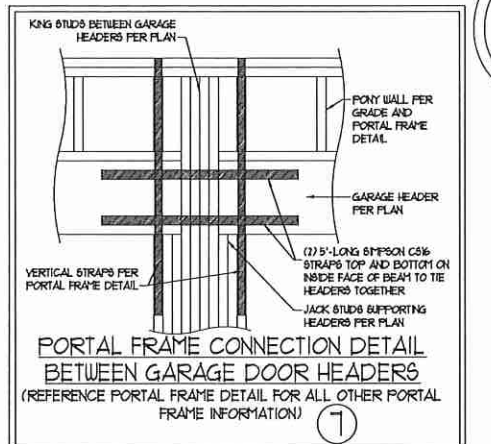 KING STUDS BETWEEN GARAGE
HEADERS PER PLAN
PONY WALL PER
GRADE AND
PORTAL FRAME
DETAIL
GARAGE HEADER
PER PLAN
(2) 5'-LONG SIMPSON CS16
STRAPS TOP AND BOTTOM ON
INSIDE FACE OF BEAM TO TIE
HEADERS TOGETHER
VERTICAL STRAPS PER
PORTAL FRAME DETAIL
JACK STUDS SUPPORTING
HEADERS PER PLAN
PORTAL FRAME CONNECTION DETAIL
BETWEEN GARAGE DOOR HEADERS
(REFERENCE PORTAL FRAME DETAIL FOR ALL OTHER PORTAL
FRAME INFORMATION)
7